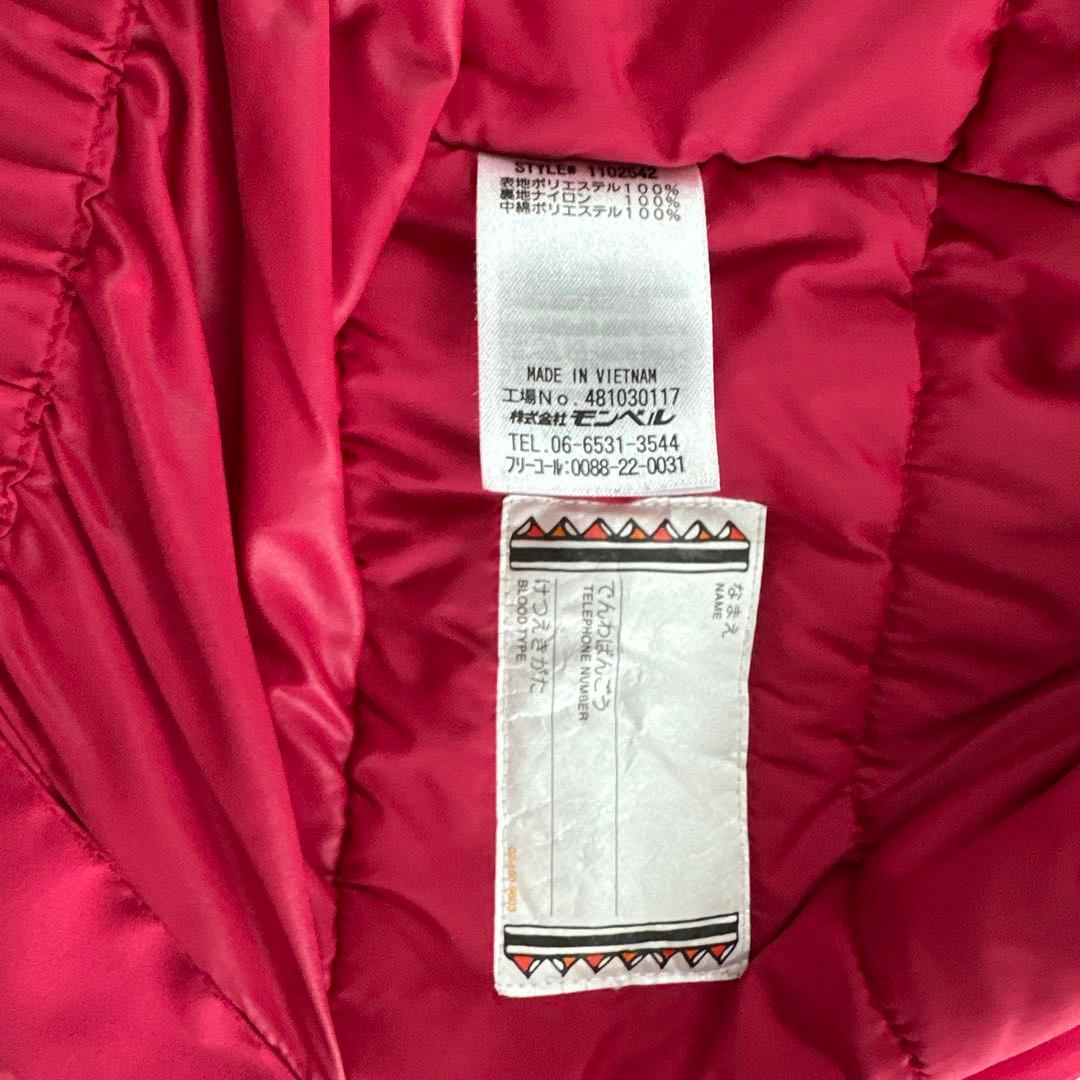 STYLE# 1102542
表地ポリエステル100%
裏地ナイロン 100%
中綿ポリエステル100%
MADE IN VIETNAM
工場No. 481030117
株式会社モンベル
TEL.06-6531-3544
フリーコール:0088-22-0031
なまえ
NAME
でんわばんごう
TELEPHONE NUMBER
けつえきがた
BLOOD TYPE